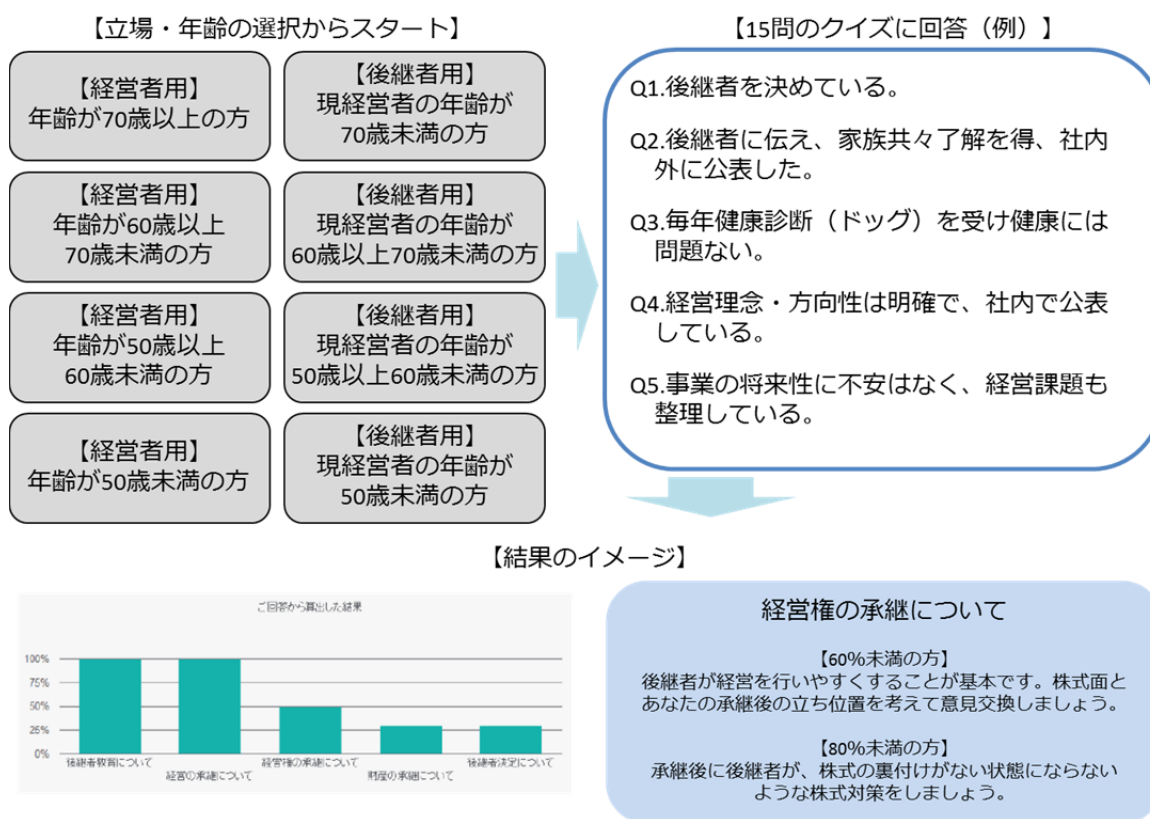 【立場・年齢の選択からスタート】
【経営者用】
年齢が70歳以上の方
【後継者用】
現経営者の年齢が
70歳未満の方
【経営者用】
年齢が60歳以上
70歳未満の方
【後継者用】
現経営者の年齢が
60歳以上70歳未満の方
【経営者用】
年齢が50歳以上
60歳未満の方
【後継者用】
現経営者の年齢が
50歳以上60歳未満の方
【経営者用】
年齢が50歳未満の方
【後継者用】
現経営者の年齢が
50歳未満の方
【15問のクイズに回答（例）】
Q1.後継者を決めている。
Q2.後継者に伝え、家族共々了解を得、社内
外に公表した。
Q3.毎年健康診断（ドッグ）を受け健康には
問題ない。
Q4.経営理念・方向性は明確で、社内で公表
している。
Q5.事業の将来性に不安はなく、経営課題も
整理している。
【結果のイメージ】
ご回答から算出した結果
100%
75%
50%
25%
0%
後継者教育について
経営の承継について
経営権の承継について
財産の承継について
後継者決定について
経営権の承継について
【60%未満の方】
後継者が経営を行いやすくすることが基本です。株式面と
あなたの承継後の立ち位置を考えて意見交換しましょう。
【80%未満の方】
承継後に後継者が、株式の裏付けがない状態にならない
ような株式対策をしましょう。